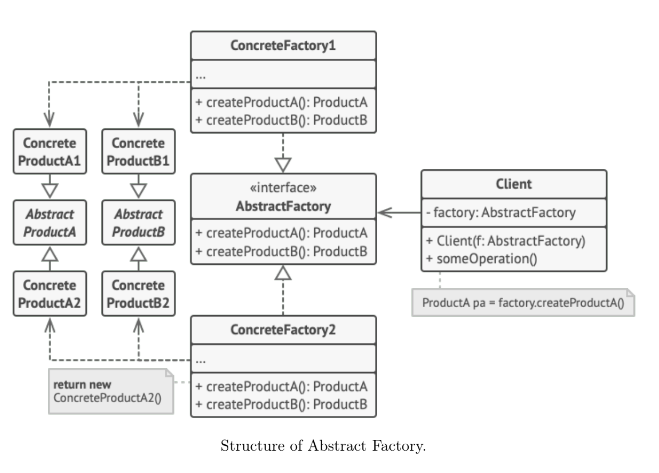 ConcreteFactory1
...
+ createProductA(): ProductA
+ createProductB(): ProductB
Concrete
ProductA1
Concrete
ProductB1
Abstract
ProductA
Abstract
ProductB
Concrete
ProductA2
Concrete
ProductB2
«interface»
AbstractFactory
+ createProductA(): ProductA
+ createProductB(): ProductB
Client
- factory: AbstractFactory
+ Client(f: AbstractFactory)
+ someOperation()
ProductA pa = factory.createProductA()
ConcreteFactory2
...
+ createProductA(): ProductA
+ createProductB(): ProductB
return new
ConcreteProductA2()
Structure of Abstract Factory.